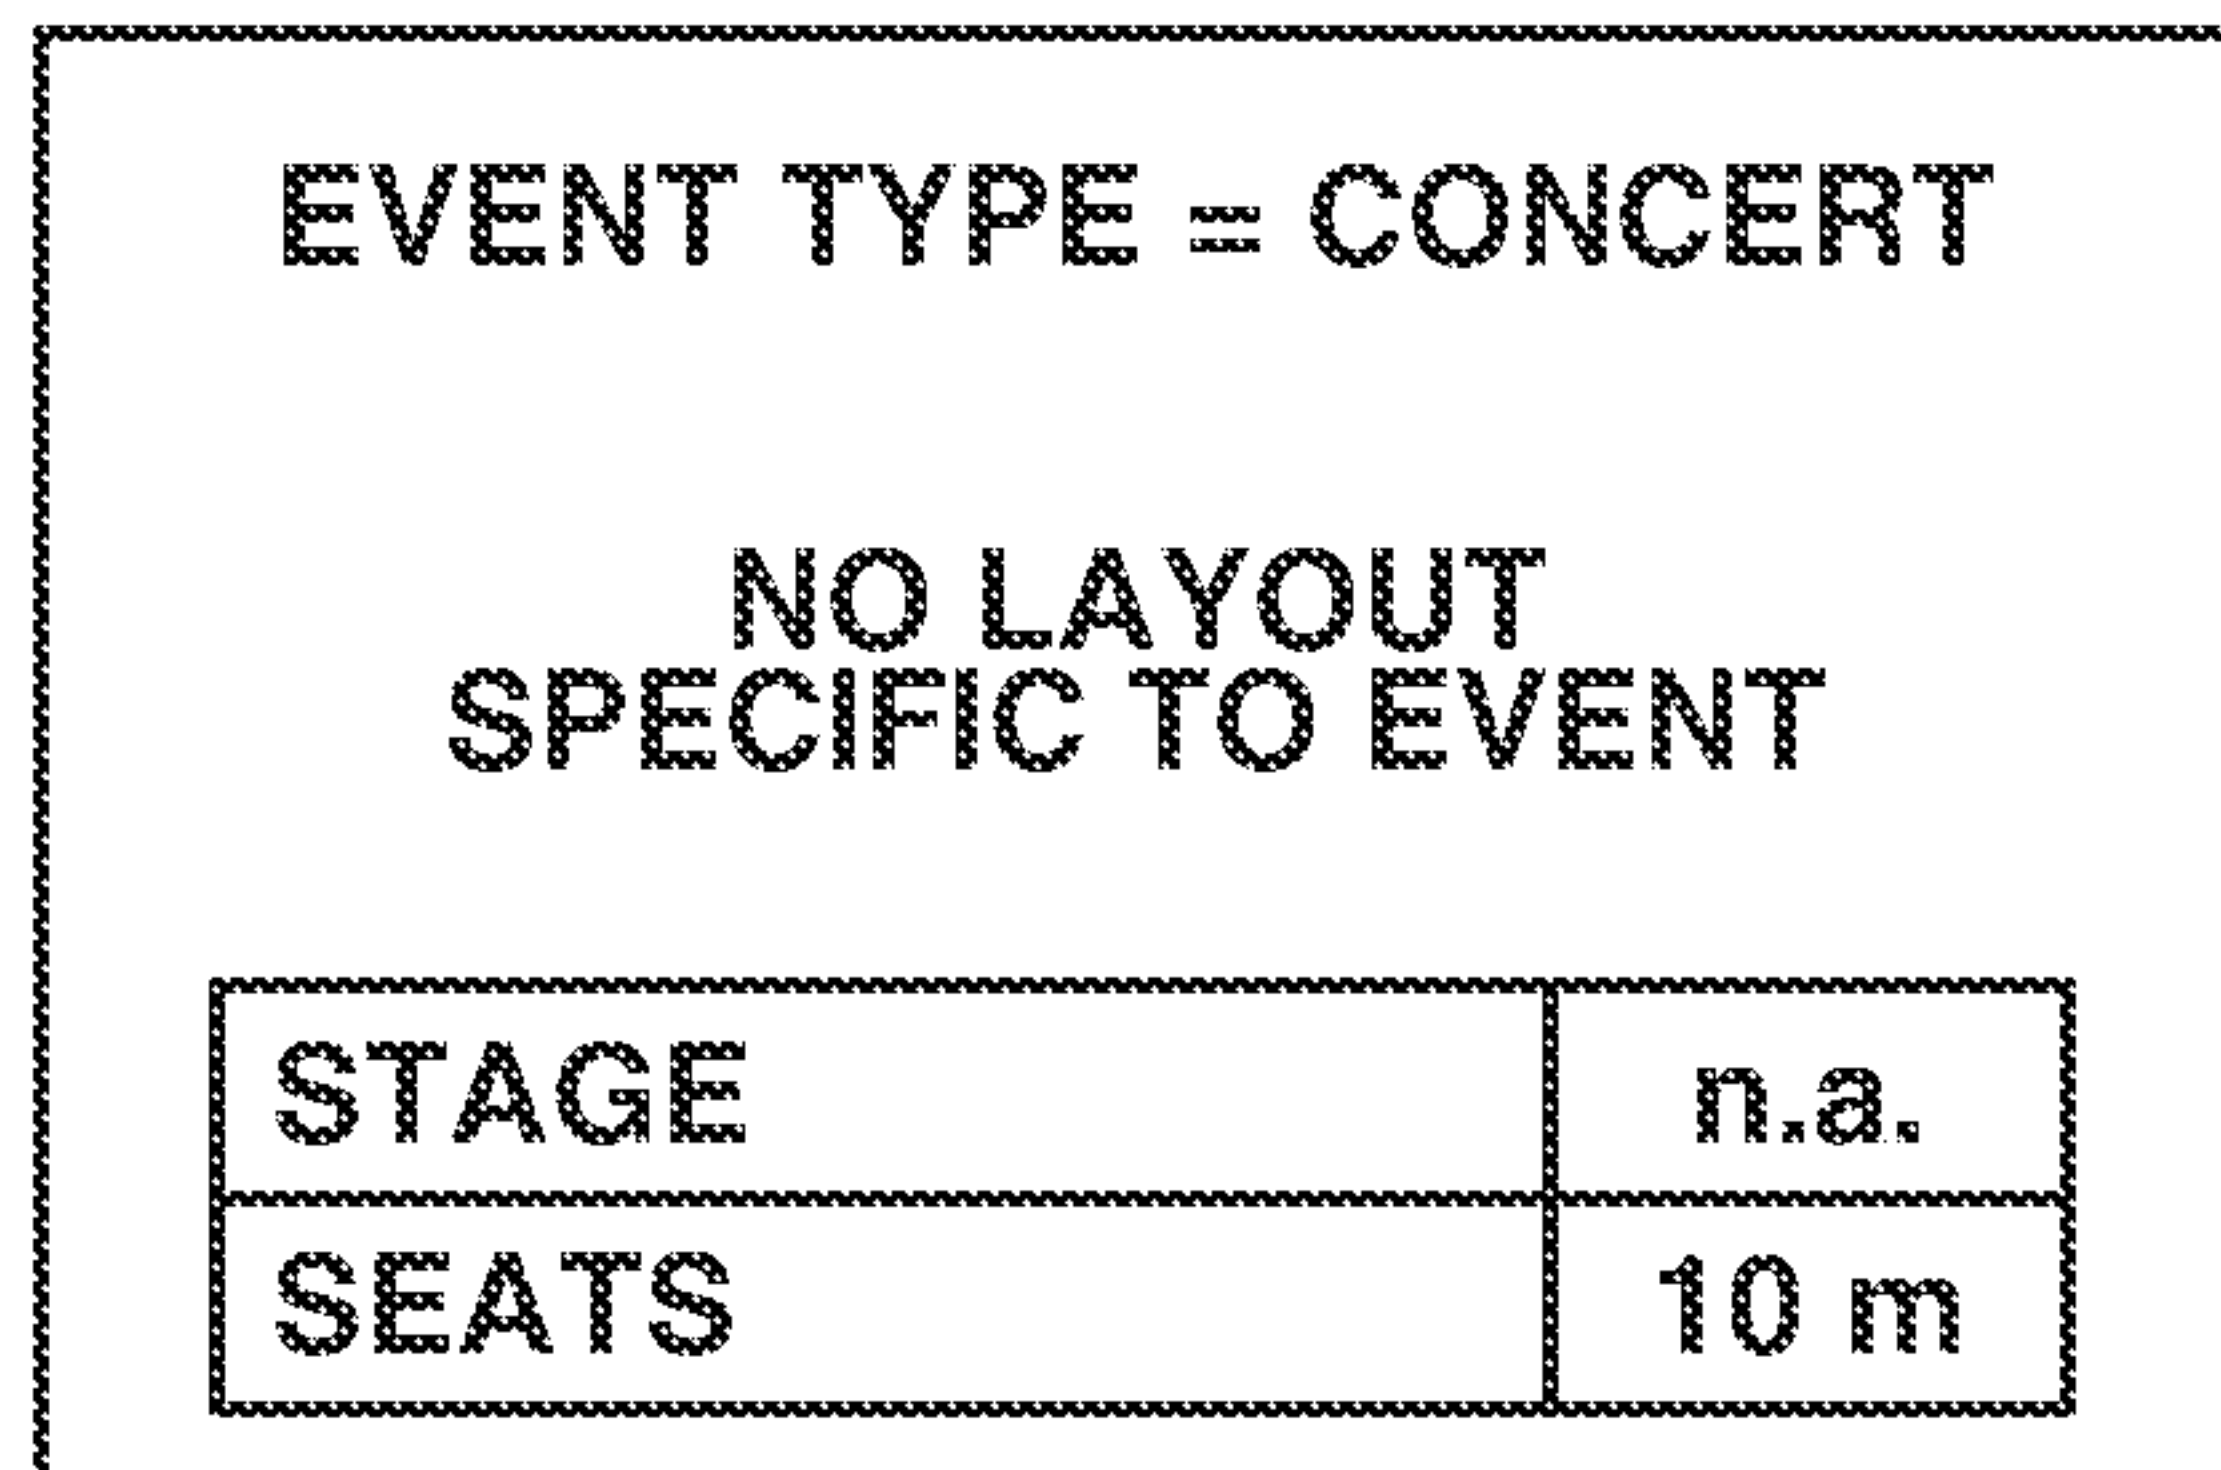 EVENT TYPE = CONCERT
NO LAYOUT
SPECIFIC TO EVENT
STAGE n.a.
SEATS 10 m